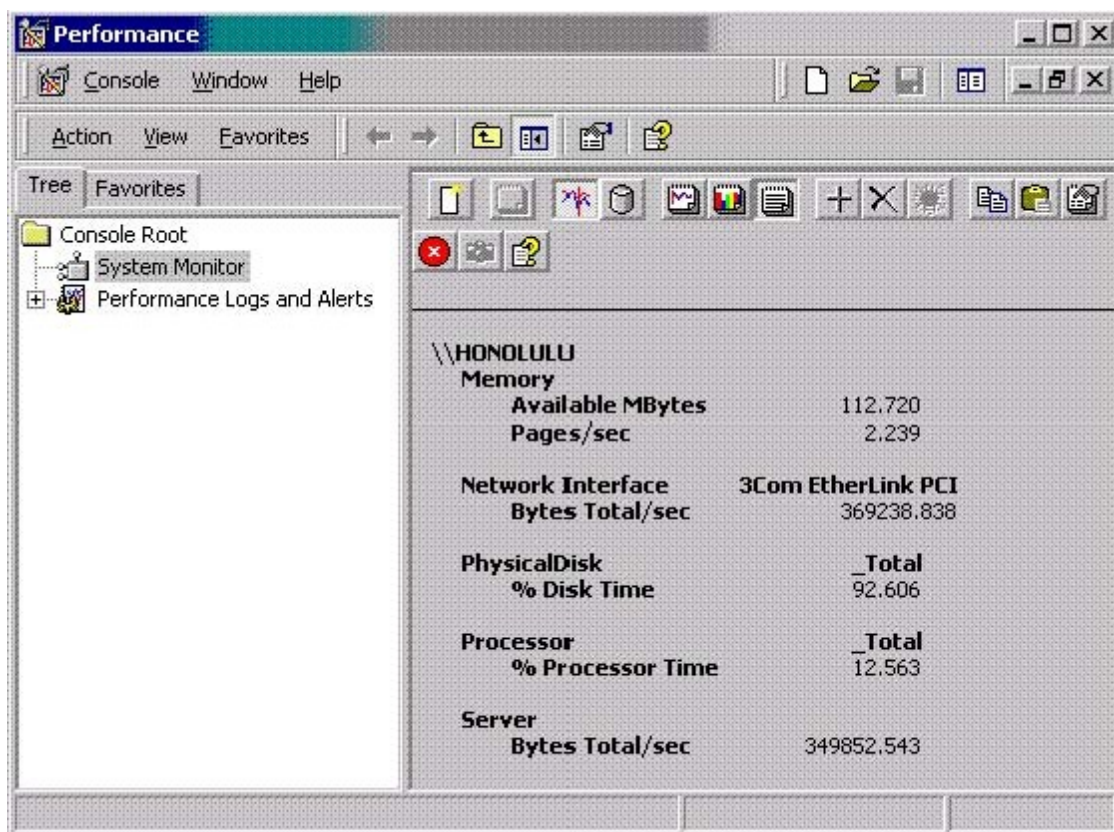 Performance
Console Window Help
Action View Favorites
Tree Favorites
Console Root
System Monitor
Performance Logs and Alerts
\\HONOLULU
Memory
Available MBytes 112.720
Pages/sec 2.239
Network Interface 3Com EtherLink PCI
Bytes Total/sec 369238.838
PhysicalDisk _Total
% Disk Time 92.606
Processor _Total
% Processor Time 12.563
Server
Bytes Total/sec 349852.543